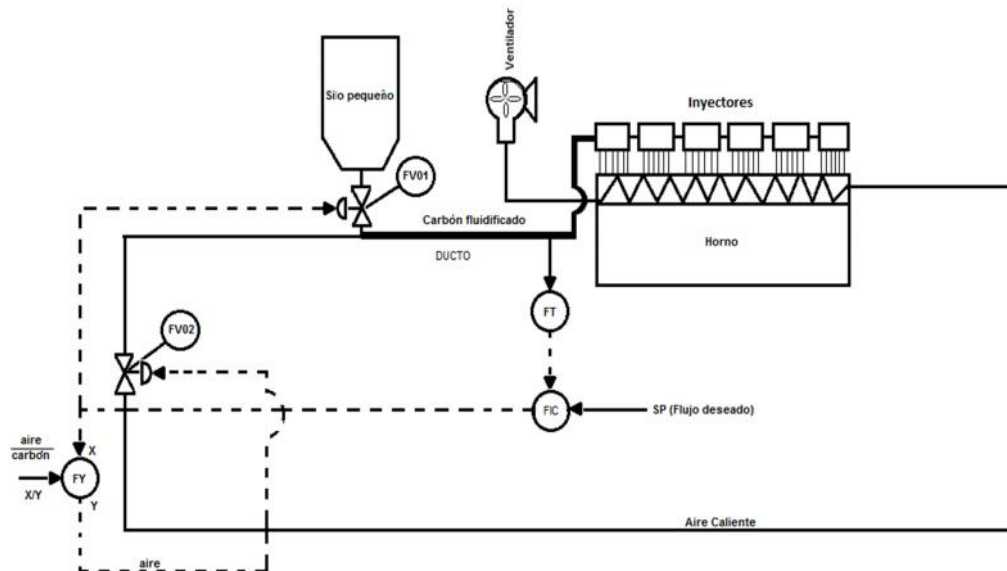 Ventilador
Silo pequeño
Inyectores
FV01
Carbón fluidificado
Horno
DUCTO
FT
FV02
FIC
SP (Flujo deseado)
aire
carbón
X
FY
X/Y
Y
Aire Caliente
aire